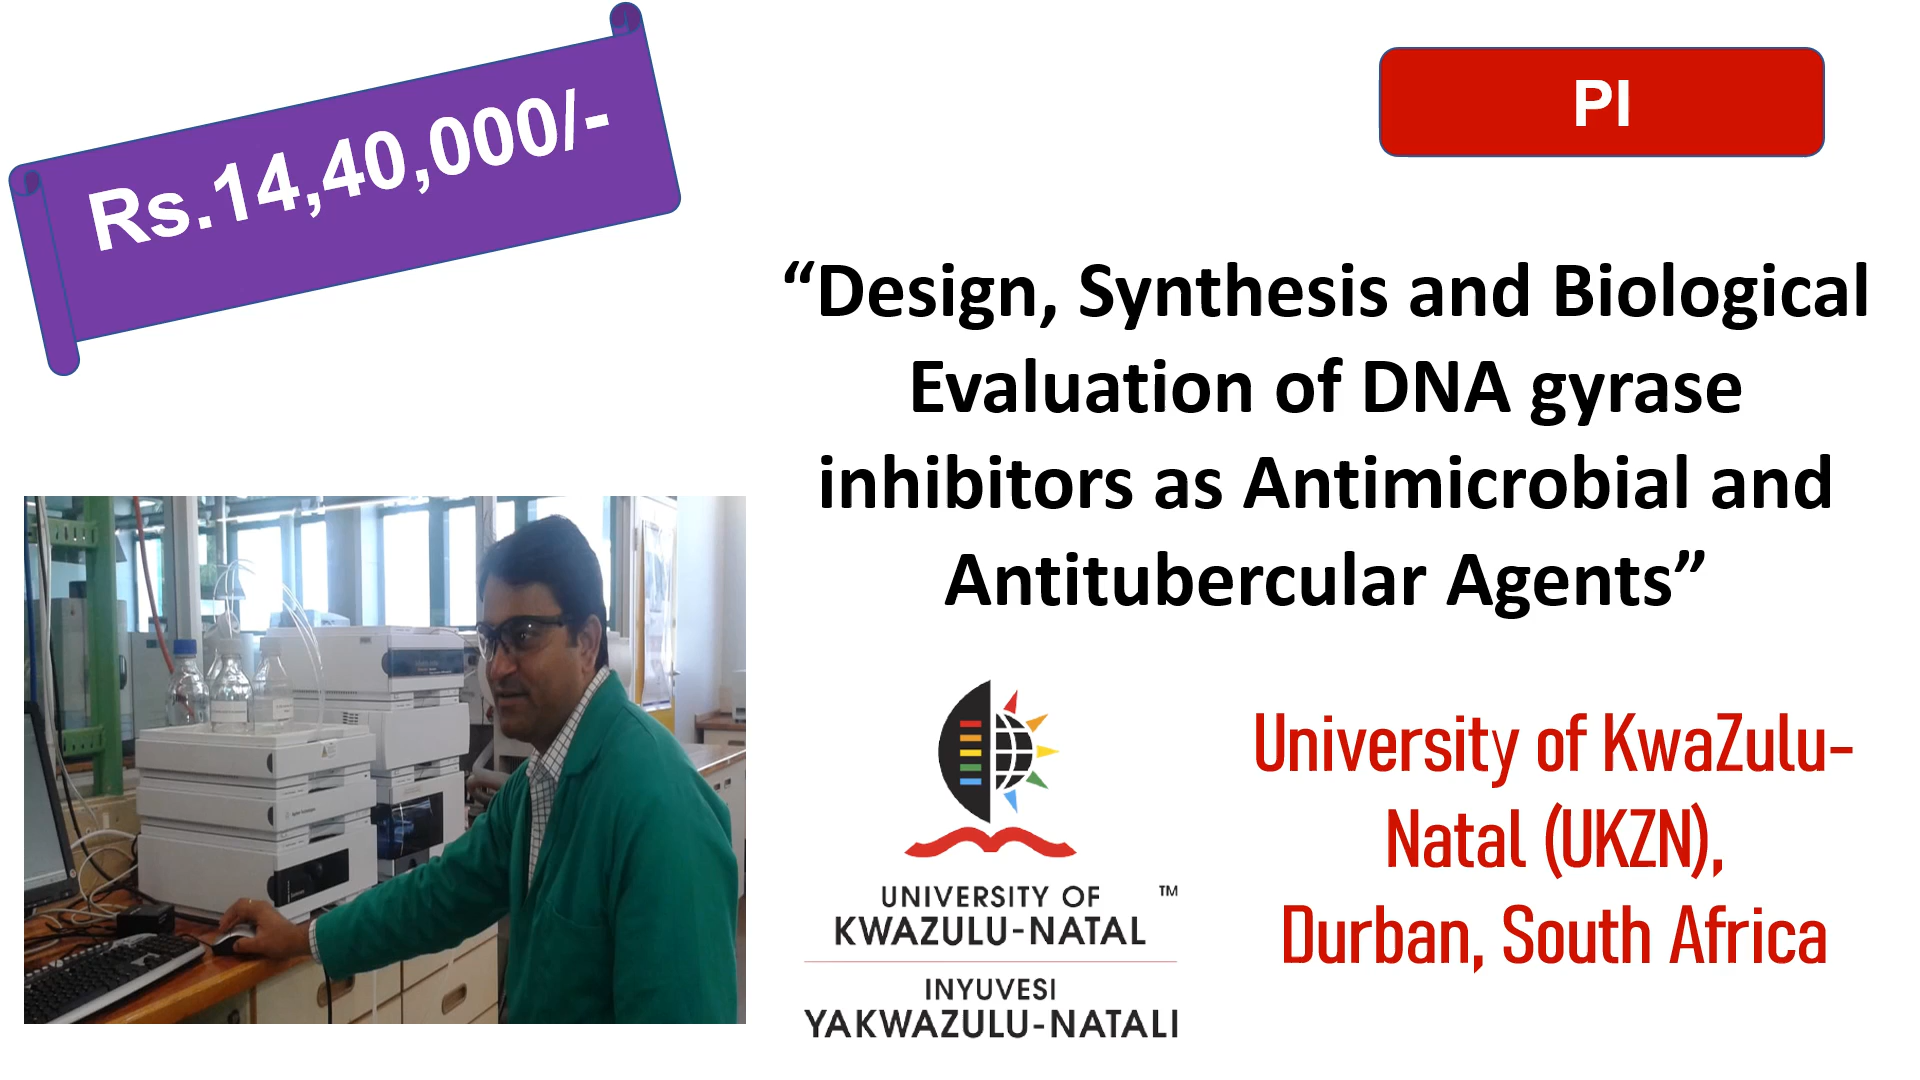 Rs.14,40,000/-
PI
“Design, Synthesis and Biological
Evaluation of DNA gyrase
inhibitors as Antimicrobial and
Antitubercular Agents”
UNIVERSITY OF ™
KWAZULU-NATAL
INYUVESI
YAKWAZULU-NATALI
University of KwaZulu-
Natal (UKZN),
Durban, South Africa